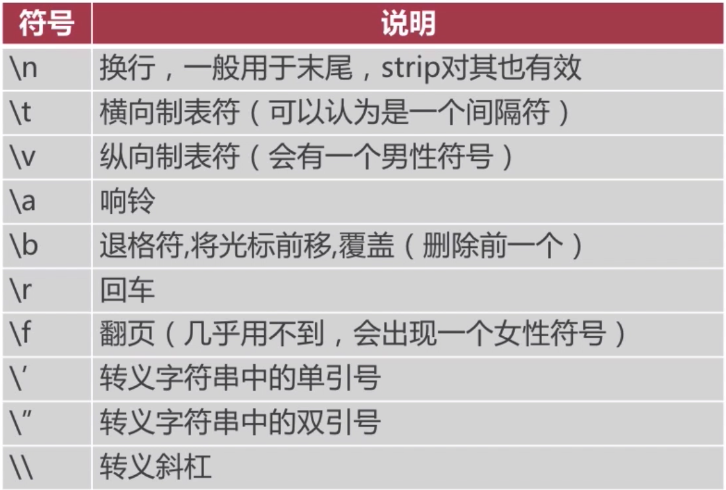 符号 说明
\n 换行，一般用于末尾，strip对其也有效
\t 横向制表符（可以认为是一个间隔符）
\v 纵向制表符（会有一个男性符号）
\a 响铃
\b 退格符,将光标前移,覆盖（删除前一个）
\r 回车
\f 翻页（几乎用不到，会出现一个女性符号）
\’ 转义字符串中的单引号
\” 转义字符串中的双引号
\\ 转义斜杠